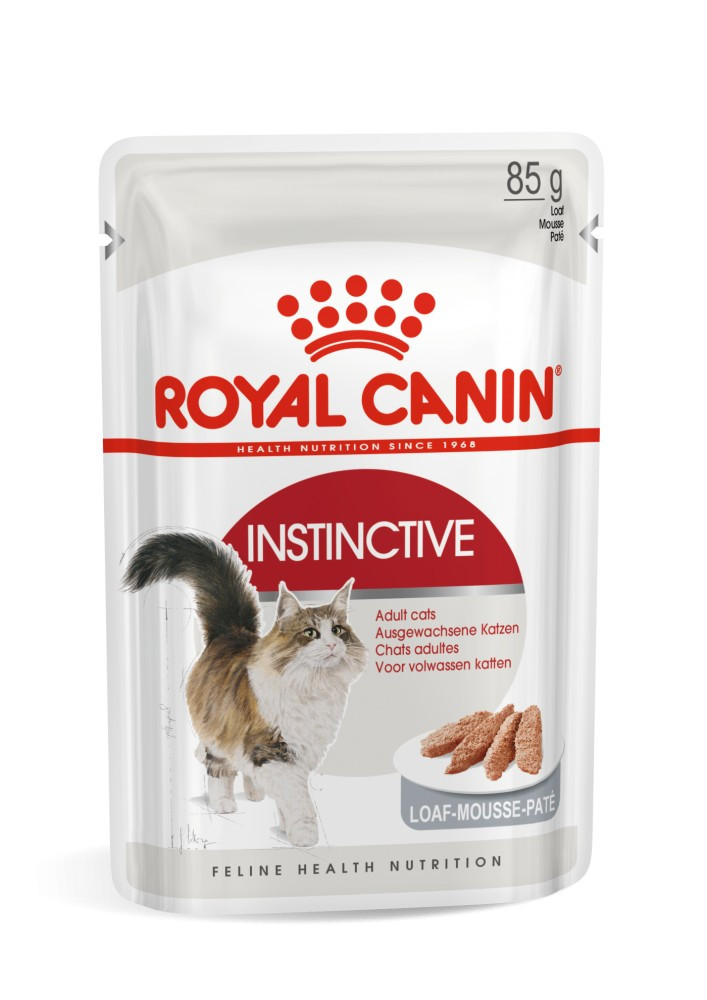 85 g
Loaf
Mousse
Paté
ROYAL CANIN®
HEALTH NUTRITION SINCE 1968
INSTINCTIVE
Adult cats
Ausgewachsene Katzen
Chats adultes
Voor volwassen katten
LOAF-MOUSSE-PATÉ
FELINE HEALTH NUTRITION